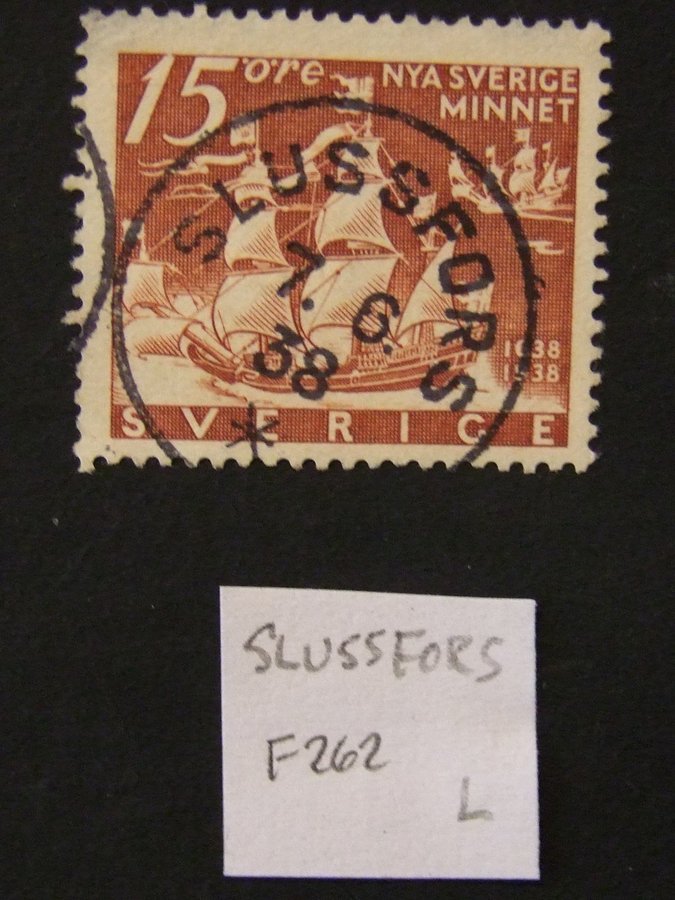 15 öre NYA SVERIGE
MINNET
SLUSSFORS
7. 6.
38
1638
1938
SVERIGE
SLUSSFORS
F262
L